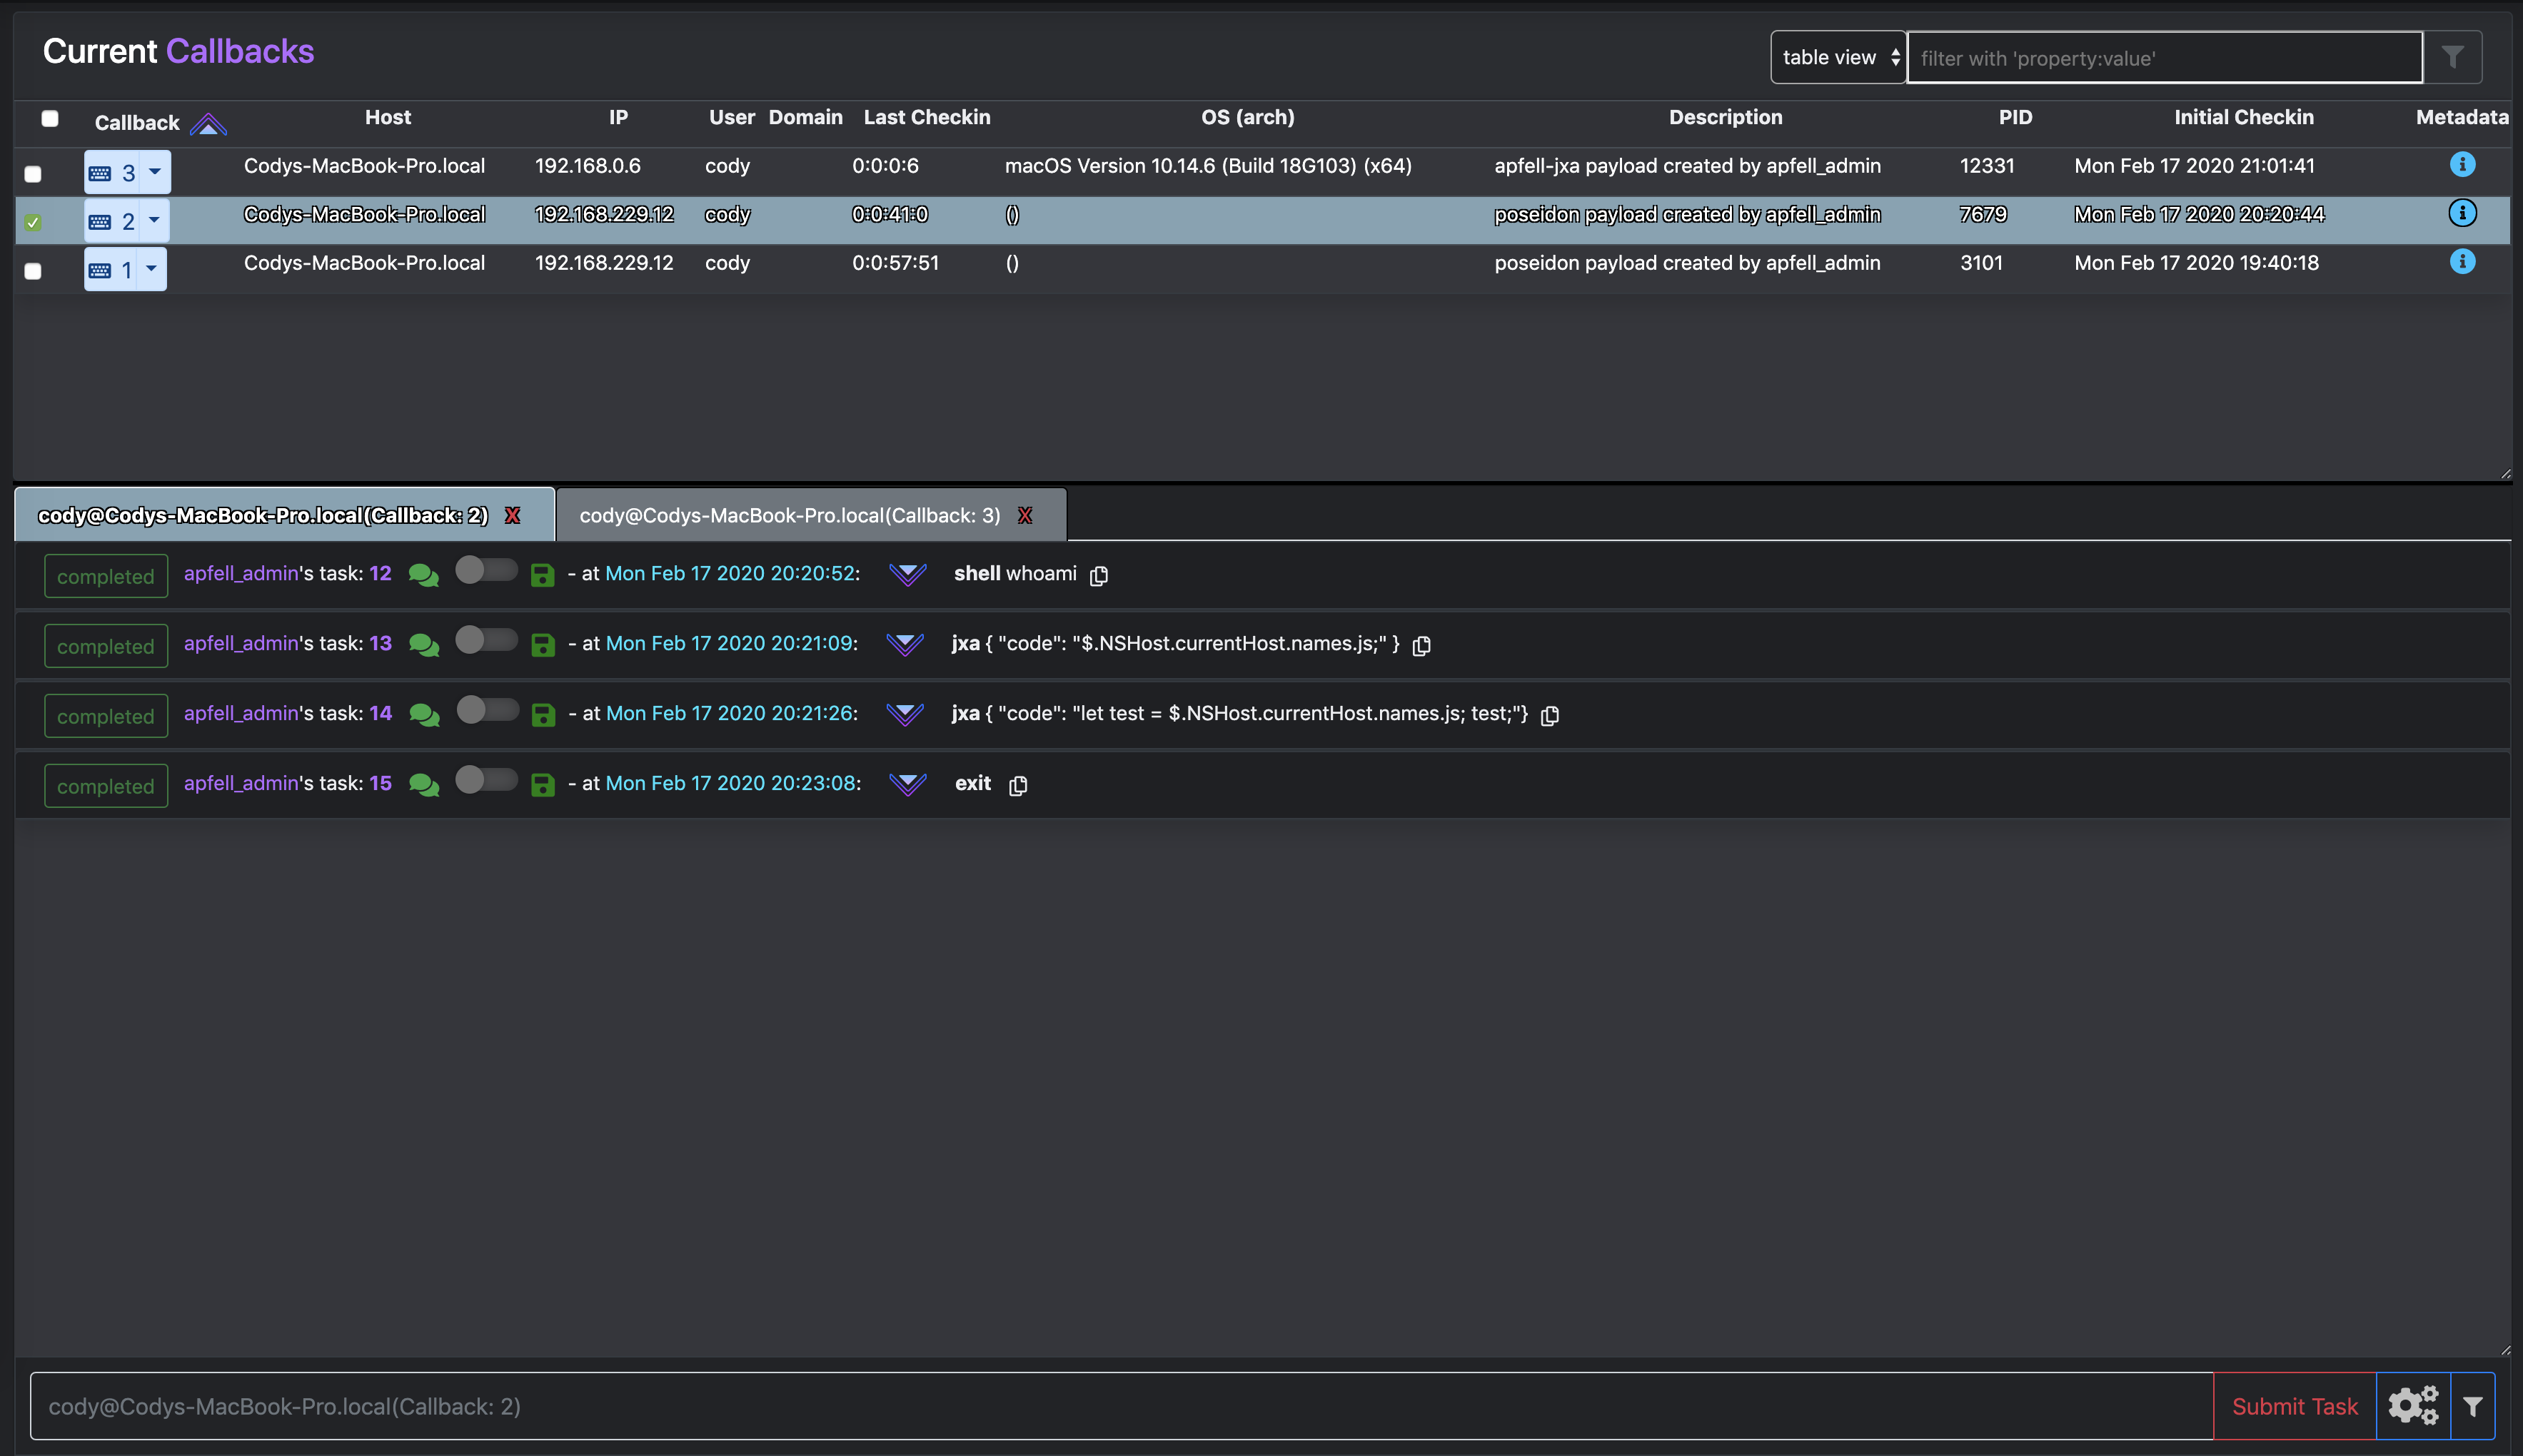 Current Callbacks
table view filter with 'property:value'
Callback Host IP User Domain Last Checkin OS (arch) Description PID Initial Checkin Metadata
3 Codys-MacBook-Pro.local 192.168.0.6 cody 0:0:0:6 macOS Version 10.14.6 (Build 18G103) (x64) apfell-jxa payload created by apfell_admin 12331 Mon Feb 17 2020 21:01:41
2 Codys-MacBook-Pro.local 192.168.229.12 cody 0:0:41:0 () poseidon payload created by apfell_admin 7679 Mon Feb 17 2020 20:20:44
1 Codys-MacBook-Pro.local 192.168.229.12 cody 0:0:57:51 () poseidon payload created by apfell_admin 3101 Mon Feb 17 2020 19:40:18
cody@Codys-MacBook-Pro.local(Callback: 2) X cody@Codys-MacBook-Pro.local(Callback: 3) X
completed apfell_admin's task: 12 - at Mon Feb 17 2020 20:20:52: shell whoami
completed apfell_admin's task: 13 - at Mon Feb 17 2020 20:21:09: jxa { "code": "$.NSHost.currentHost.names.js;" }
completed apfell_admin's task: 14 - at Mon Feb 17 2020 20:21:26: jxa { "code": "let test = $.NSHost.currentHost.names.js; test;"}
completed apfell_admin's task: 15 - at Mon Feb 17 2020 20:23:08: exit
cody@Codys-MacBook-Pro.local(Callback: 2) Submit Task